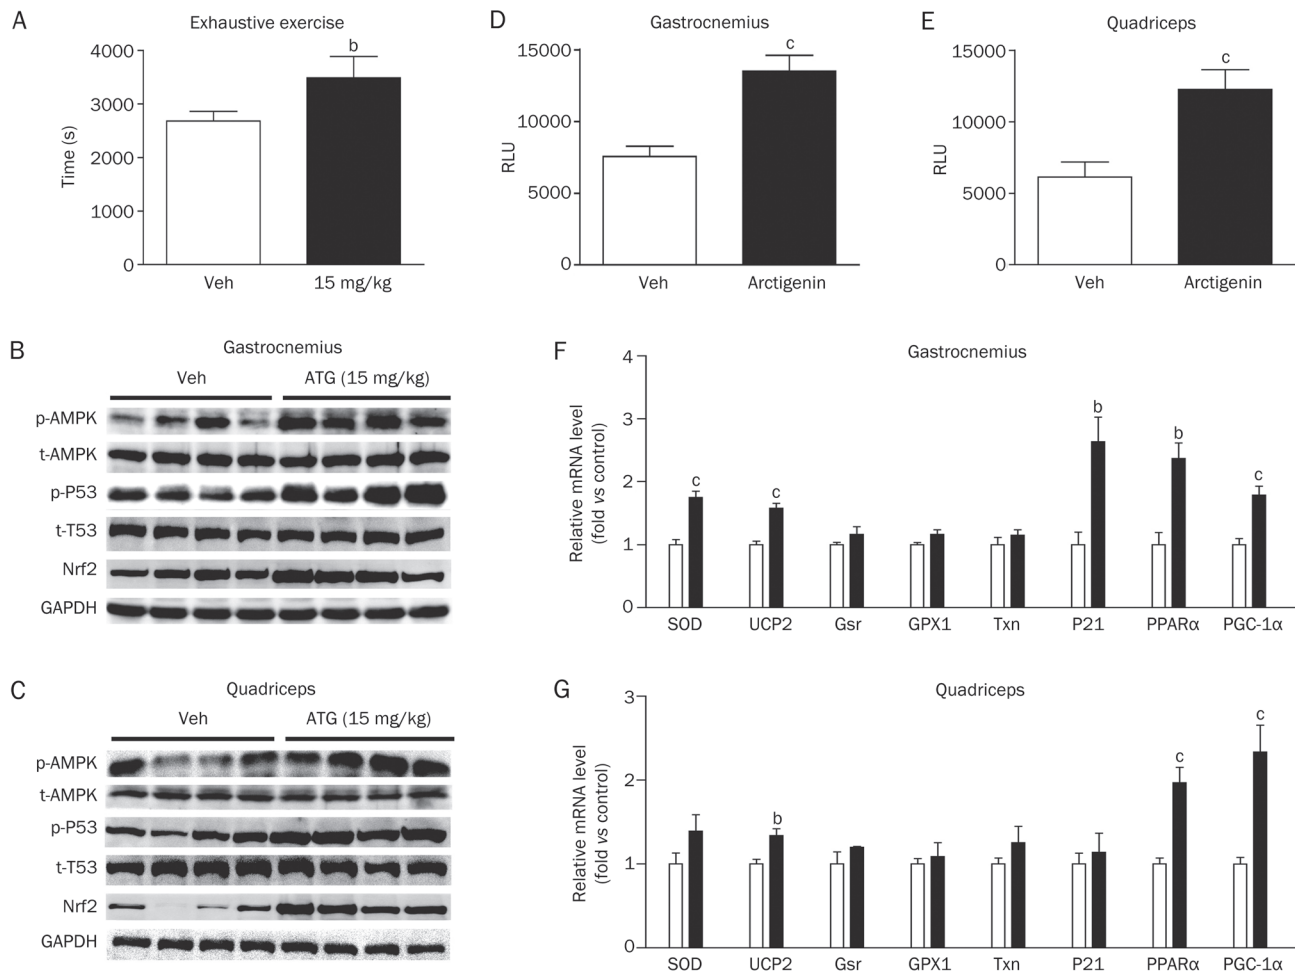 A
Exhaustive exercise
b
4000
3000
2000
1000
0
Time (s)
Veh
15 mg/kg
D
Gastrocnemius
c
15000
10000
5000
0
RLU
Veh
Arctigenin
E
Quadriceps
c
15000
10000
5000
0
RLU
Veh
Arctigenin
B
Gastrocnemius
Veh
ATG (15 mg/kg)
p-AMPK
t-AMPK
p-P53
t-T53
Nrf2
GAPDH
C
Quadriceps
Veh
ATG (15 mg/kg)
p-AMPK
t-AMPK
p-P53
t-T53
Nrf2
GAPDH
F
Gastrocnemius
4
3
2
1
0
Relative mRNA level
(fold vs control)
c
c
b
b
c
SOD
UCP2
Gsr
GPX1
Txn
P21
PPARα
PGC-1α
G
Quadriceps
3
2
1
0
Relative mRNA level
(fold vs control)
b
c
c
SOD
UCP2
Gsr
GPX1
Txn
P21
PPARα
PGC-1α